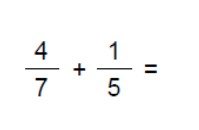 4/7 + 1/5 =